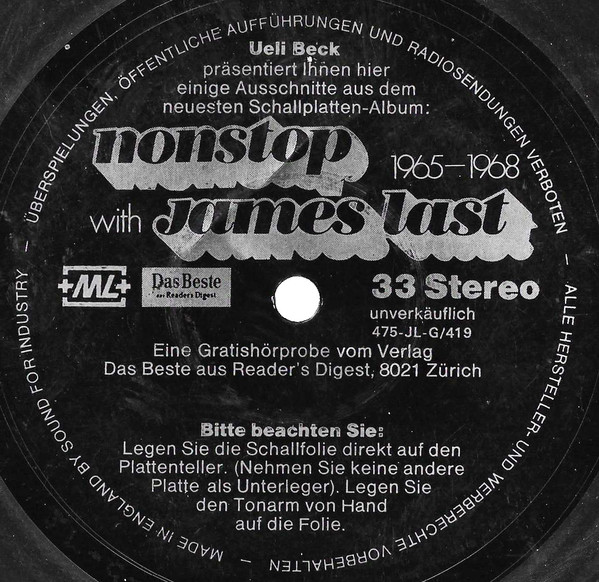 ÜBERSPIELUNGEN, ÖFFENTLICHE AUFFÜHRUNGEN UND RADIOSENDUNGEN VERBOTEN – ALLE HERSTELLER- UND WERBERECHTE VORBEHALTEN – MADE IN ENGLAND BY SOUND FOR INDUSTRY –
Ueli Beck
präsentiert Ihnen hier
einige Ausschnitte aus dem
neuesten Schallplatten-Album:
nonstop 1965–1968
with james last
+ML+ Das Beste 33 Stereo
aus Reader's Digest unverkäuflich
475-JL-G/419
Eine Gratishörprobe vom Verlag
Das Beste aus Reader's Digest, 8021 Zürich
Bitte beachten Sie:
Legen Sie die Schallfolie direkt auf den
Plattenteller. (Nehmen Sie keine andere
Platte als Unterleger). Legen Sie
den Tonarm von Hand
auf die Folie.